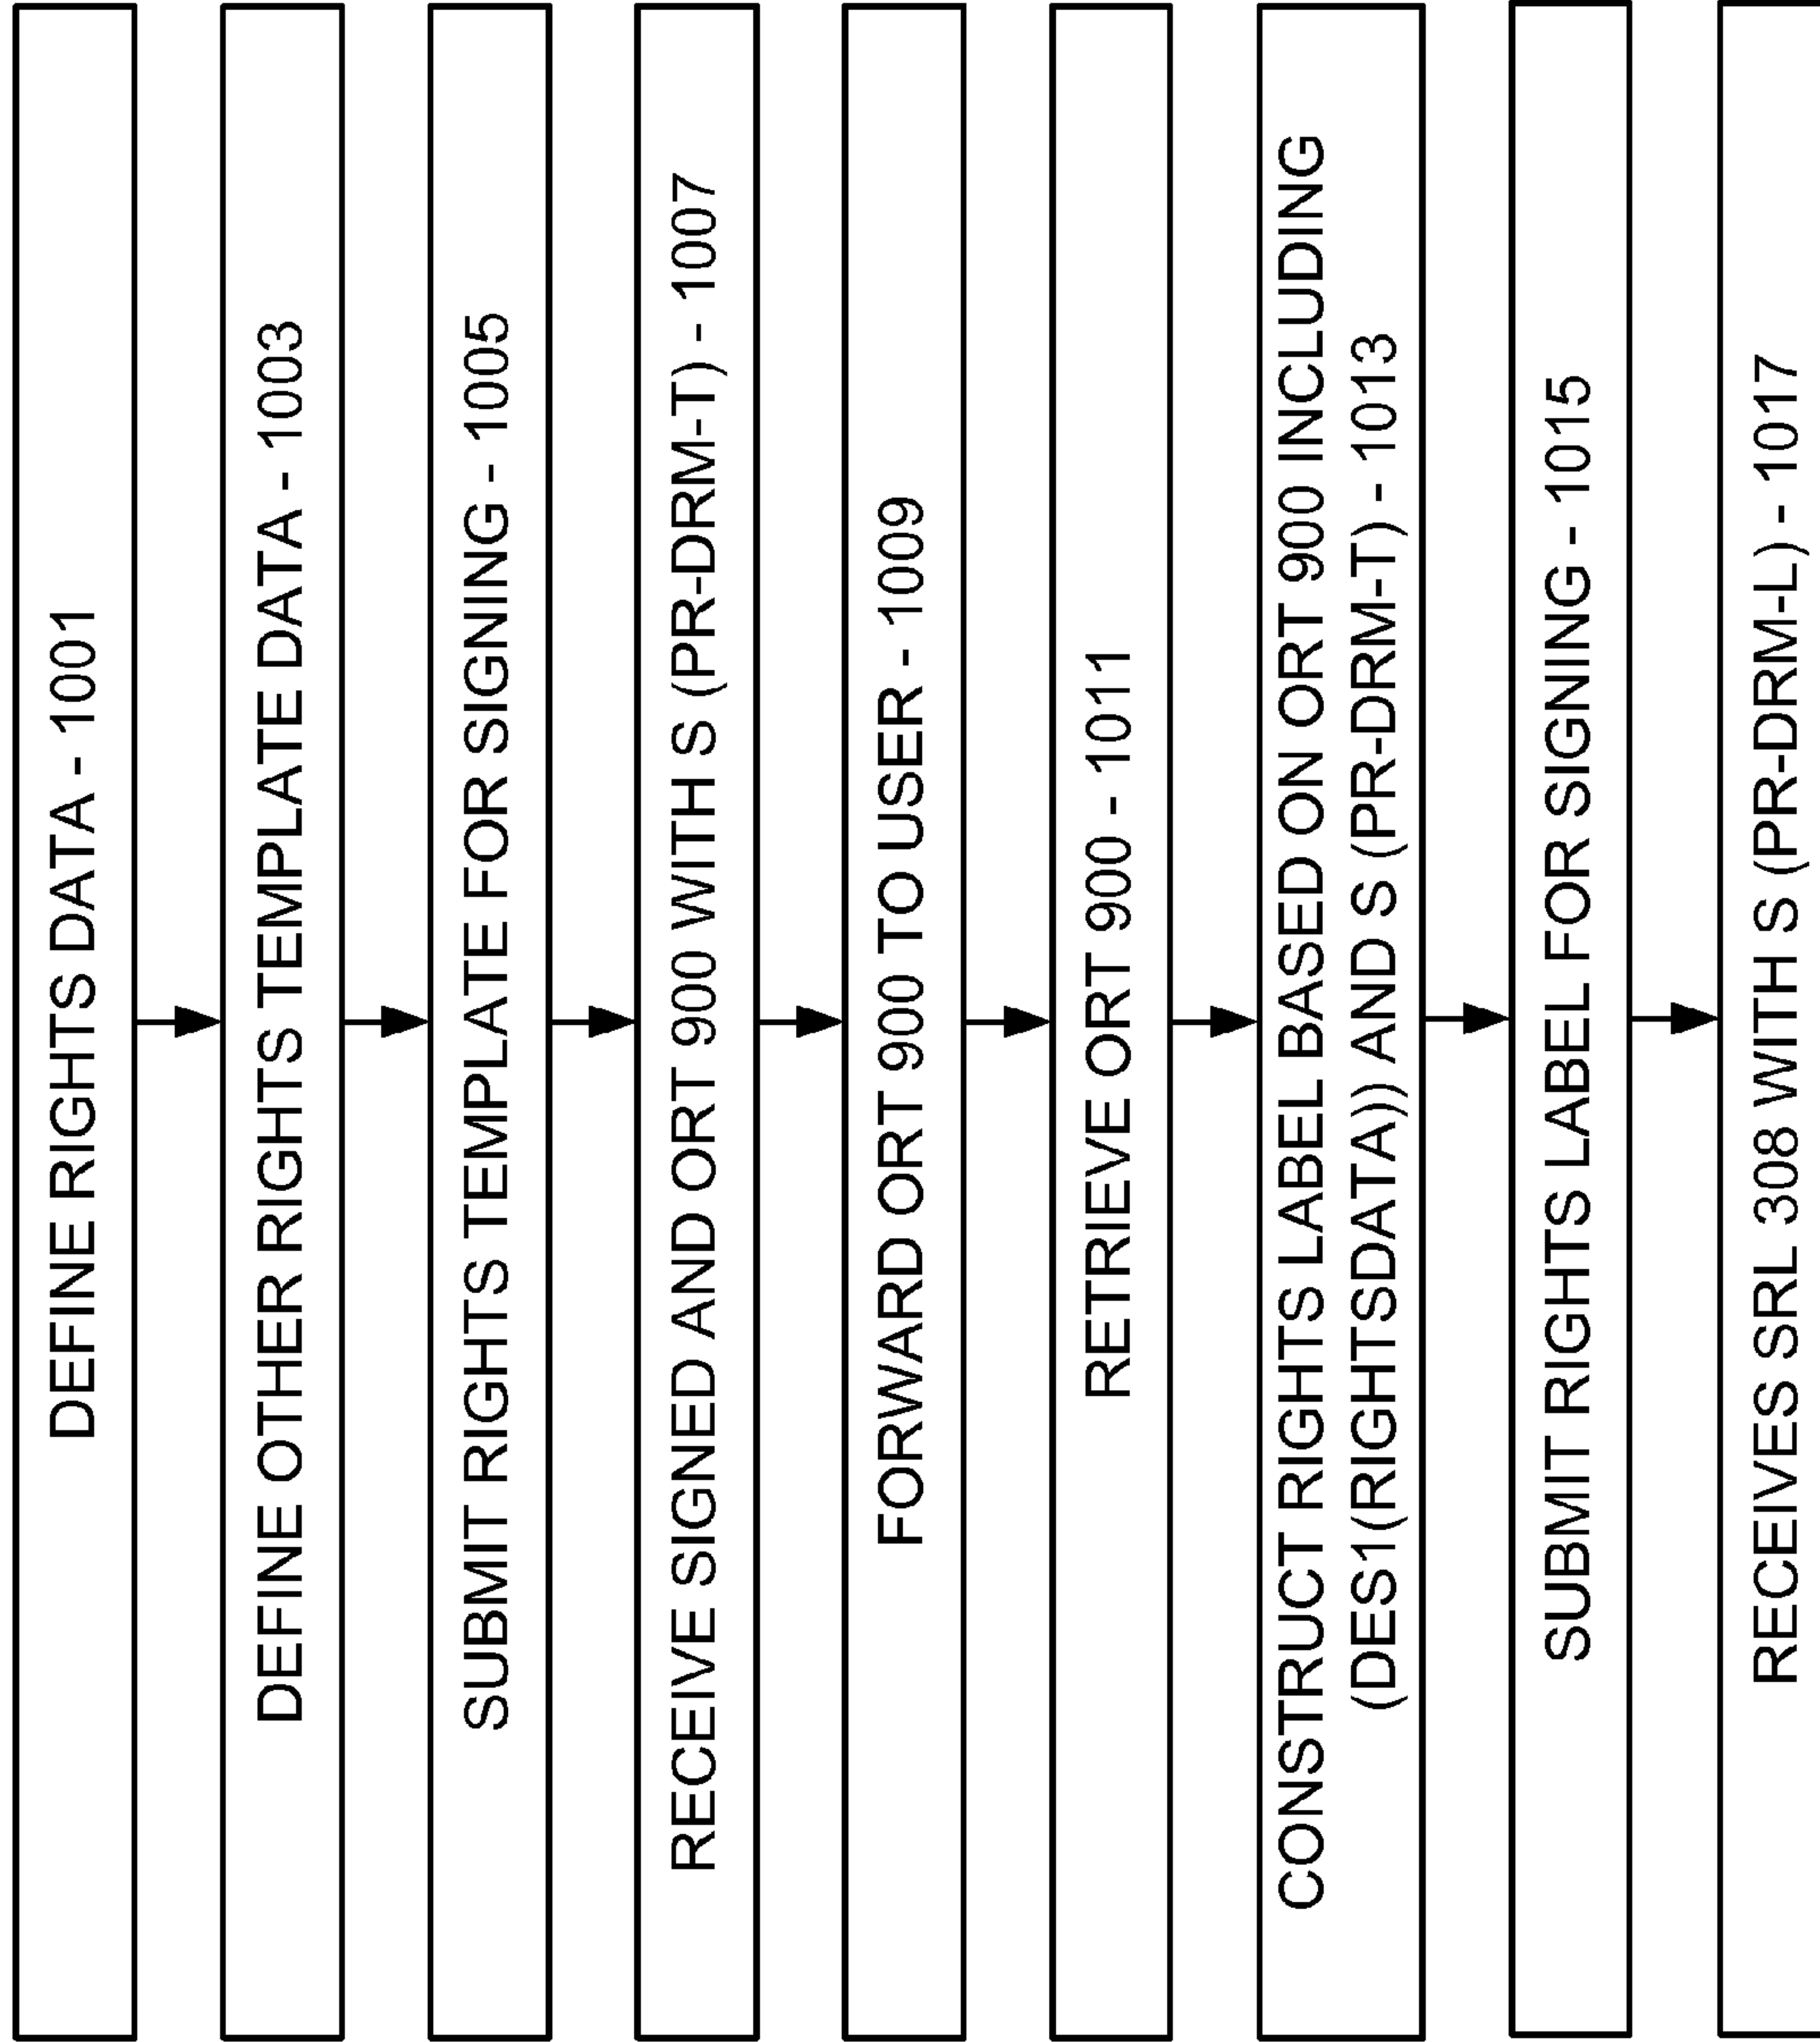 DEFINE RIGHTS DATA - 1001
DEFINE OTHER RIGHTS TEMPLATE DATA - 1003
SUBMIT RIGHTS TEMPLATE FOR SIGNING - 1005
RECEIVE SIGNED AND ORT 900 WITH S (PR-DRM-T) - 1007
FORWARD ORT 900 TO USER - 1009
RETRIEVE ORT 900 - 1011
CONSTRUCT RIGHTS LABEL BASED ON ORT 900 INCLUDING
(DES1(RIGHTSDATA)) AND S (PR-DRM-T) - 1013
SUBMIT RIGHTS LABEL FOR SIGNING - 1015
RECEIVES SRL 308 WITH S (PR-DRM-L) - 1017